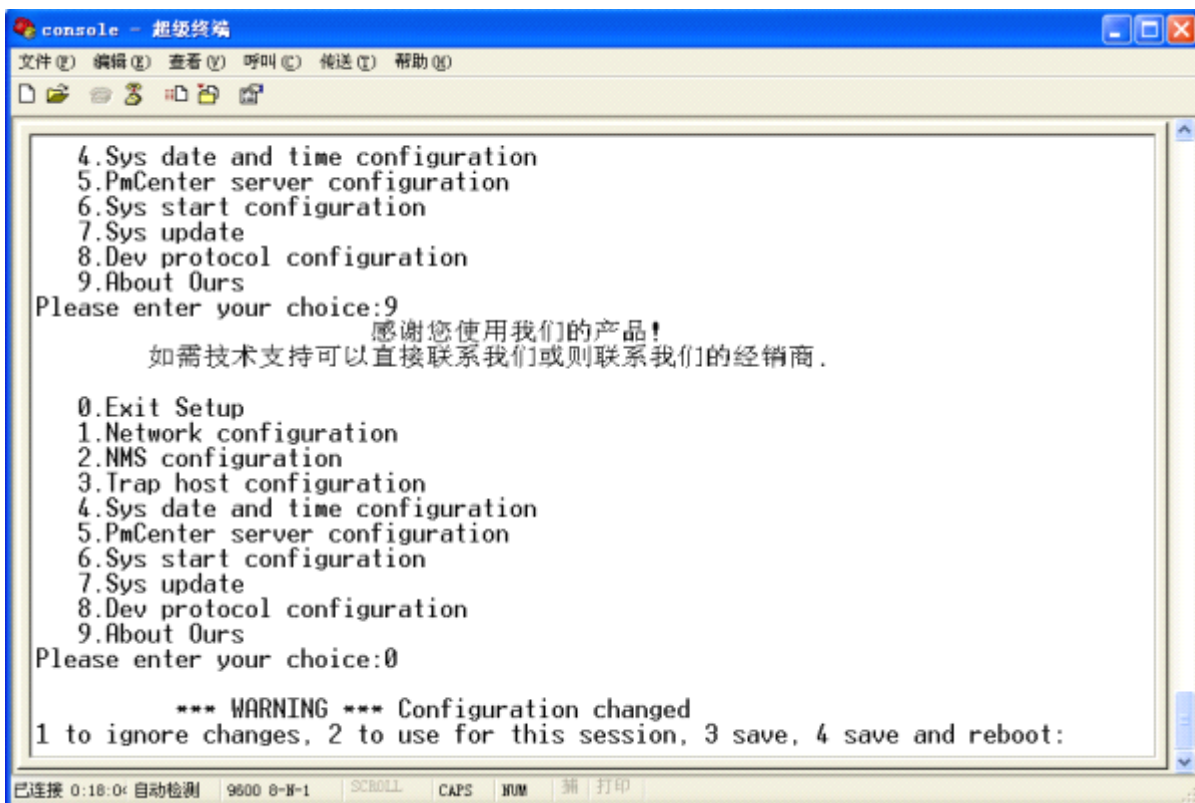 console - 超级终端
文件(F) 编辑(E) 查看(V) 呼叫(C) 传送(T) 帮助(H)
4.Sys date and time configuration
5.PmCenter server configuration
6.Sys start configuration
7.Sys update
8.Dev protocol configuration
9.About Ours
Please enter your choice:9
感谢您使用我们的产品!
如需技术支持可以直接联系我们或则联系我们的经销商.
0.Exit Setup
1.Network configuration
2.NMS configuration
3.Trap host configuration
4.Sys date and time configuration
5.PmCenter server configuration
6.Sys start configuration
7.Sys update
8.Dev protocol configuration
9.About Ours
Please enter your choice:0
*** WARNING *** Configuration changed
1 to ignore changes, 2 to use for this session, 3 save, 4 save and reboot:
已连接 0:18:0 自动检测 9600 8-N-1 SCROLL CAPS NUM 捕 打印